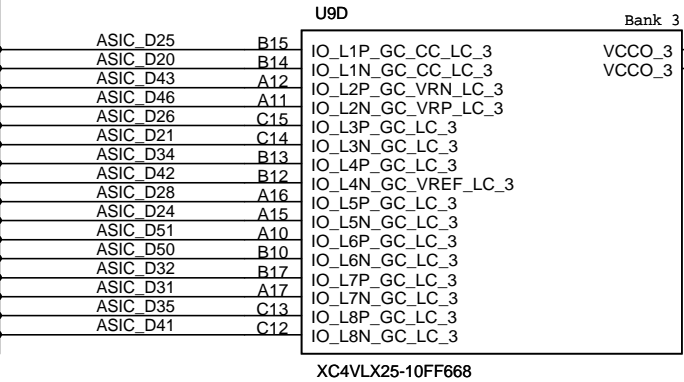 U9D
Bank 3
ASIC_D25 B15 IO_L1P_GC_CC_LC_3 VCCO_3
ASIC_D20 B14 IO_L1N_GC_CC_LC_3 VCCO_3
ASIC_D43 A12 IO_L2P_GC_VRN_LC_3
ASIC_D46 A11 IO_L2N_GC_VRP_LC_3
ASIC_D26 C15 IO_L3P_GC_LC_3
ASIC_D21 C14 IO_L3N_GC_LC_3
ASIC_D34 B13 IO_L4P_GC_LC_3
ASIC_D42 B12 IO_L4N_GC_VREF_LC_3
ASIC_D28 A16 IO_L5P_GC_LC_3
ASIC_D24 A15 IO_L5N_GC_LC_3
ASIC_D51 A10 IO_L6P_GC_LC_3
ASIC_D50 B10 IO_L6N_GC_LC_3
ASIC_D32 B17 IO_L7P_GC_LC_3
ASIC_D31 A17 IO_L7N_GC_LC_3
ASIC_D35 C13 IO_L8P_GC_LC_3
ASIC_D41 C12 IO_L8N_GC_LC_3
XC4VLX25-10FF668